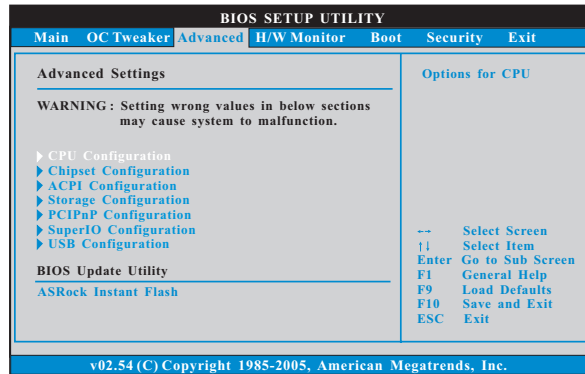 BIOS SETUP UTILITY
Main OC Tweaker Advanced H/W Monitor Boot Security Exit
Advanced Settings
WARNING : Setting wrong values in below sections
may cause system to malfunction.
CPU Configuration
Chipset Configuration
ACPI Configuration
Storage Configuration
PCIPnP Configuration
SuperIO Configuration
USB Configuration
BIOS Update Utility
ASRock Instant Flash
Options for CPU
←→ Select Screen
↑↓ Select Item
Enter Go to Sub Screen
F1 General Help
F9 Load Defaults
F10 Save and Exit
ESC Exit
v02.54 (C) Copyright 1985-2005, American Megatrends, Inc.